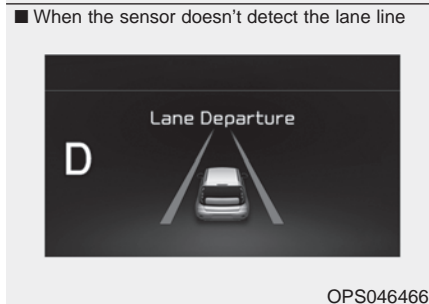 ■ When the sensor doesn't detect the lane line
Lane Departure
D
OPS046466